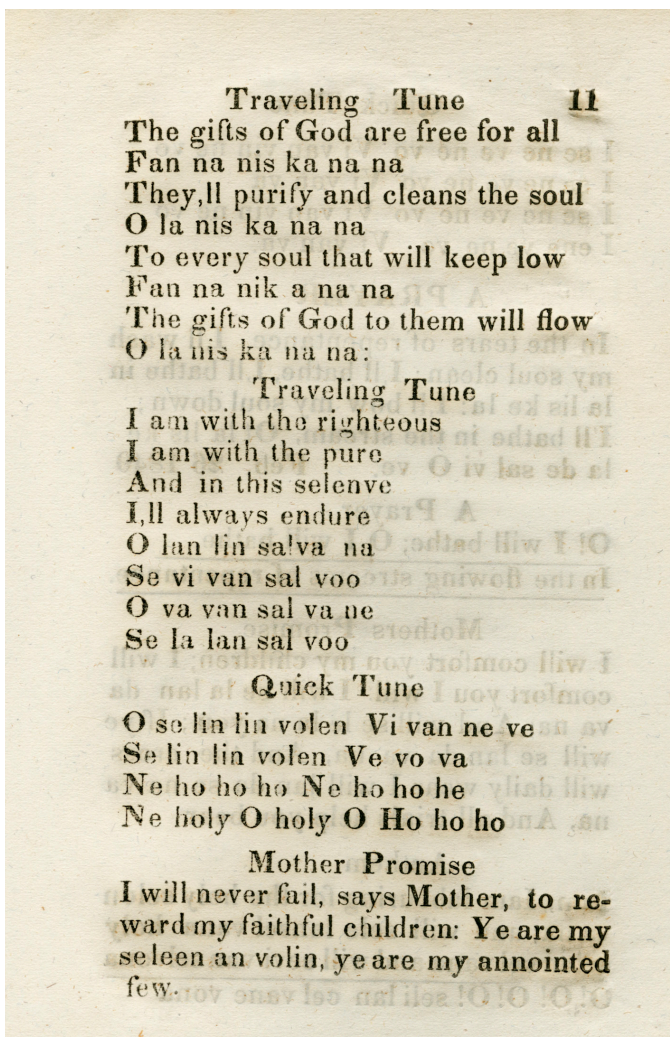 Traveling Tune 11
The gifts of God are free for all
Fan na nis ka na na
They,ll purify and cleans the soul
O la nis ka na na
To every soul that will keep low
Fan na nik a na na
The gifts of God to them will flow
O la nis ka na na:
Traveling Tune
I am with the righteous
I am with the pure
And in this selenve
I,ll always endure
O lan lin salva na
Se vi van sal voo
O va van sal va ne
Se la lan sal voo
Quick Tune
O se lin lin volen Vi van ne ve
Se lin lin volen Ve vo va
Ne ho ho ho Ne ho ho he
Ne holy O holy O Ho ho ho
Mother Promise
I will never fail, says Mother, to re-
ward my faithful children: Ye are my
seleen an volin, ye are my annointed
few.